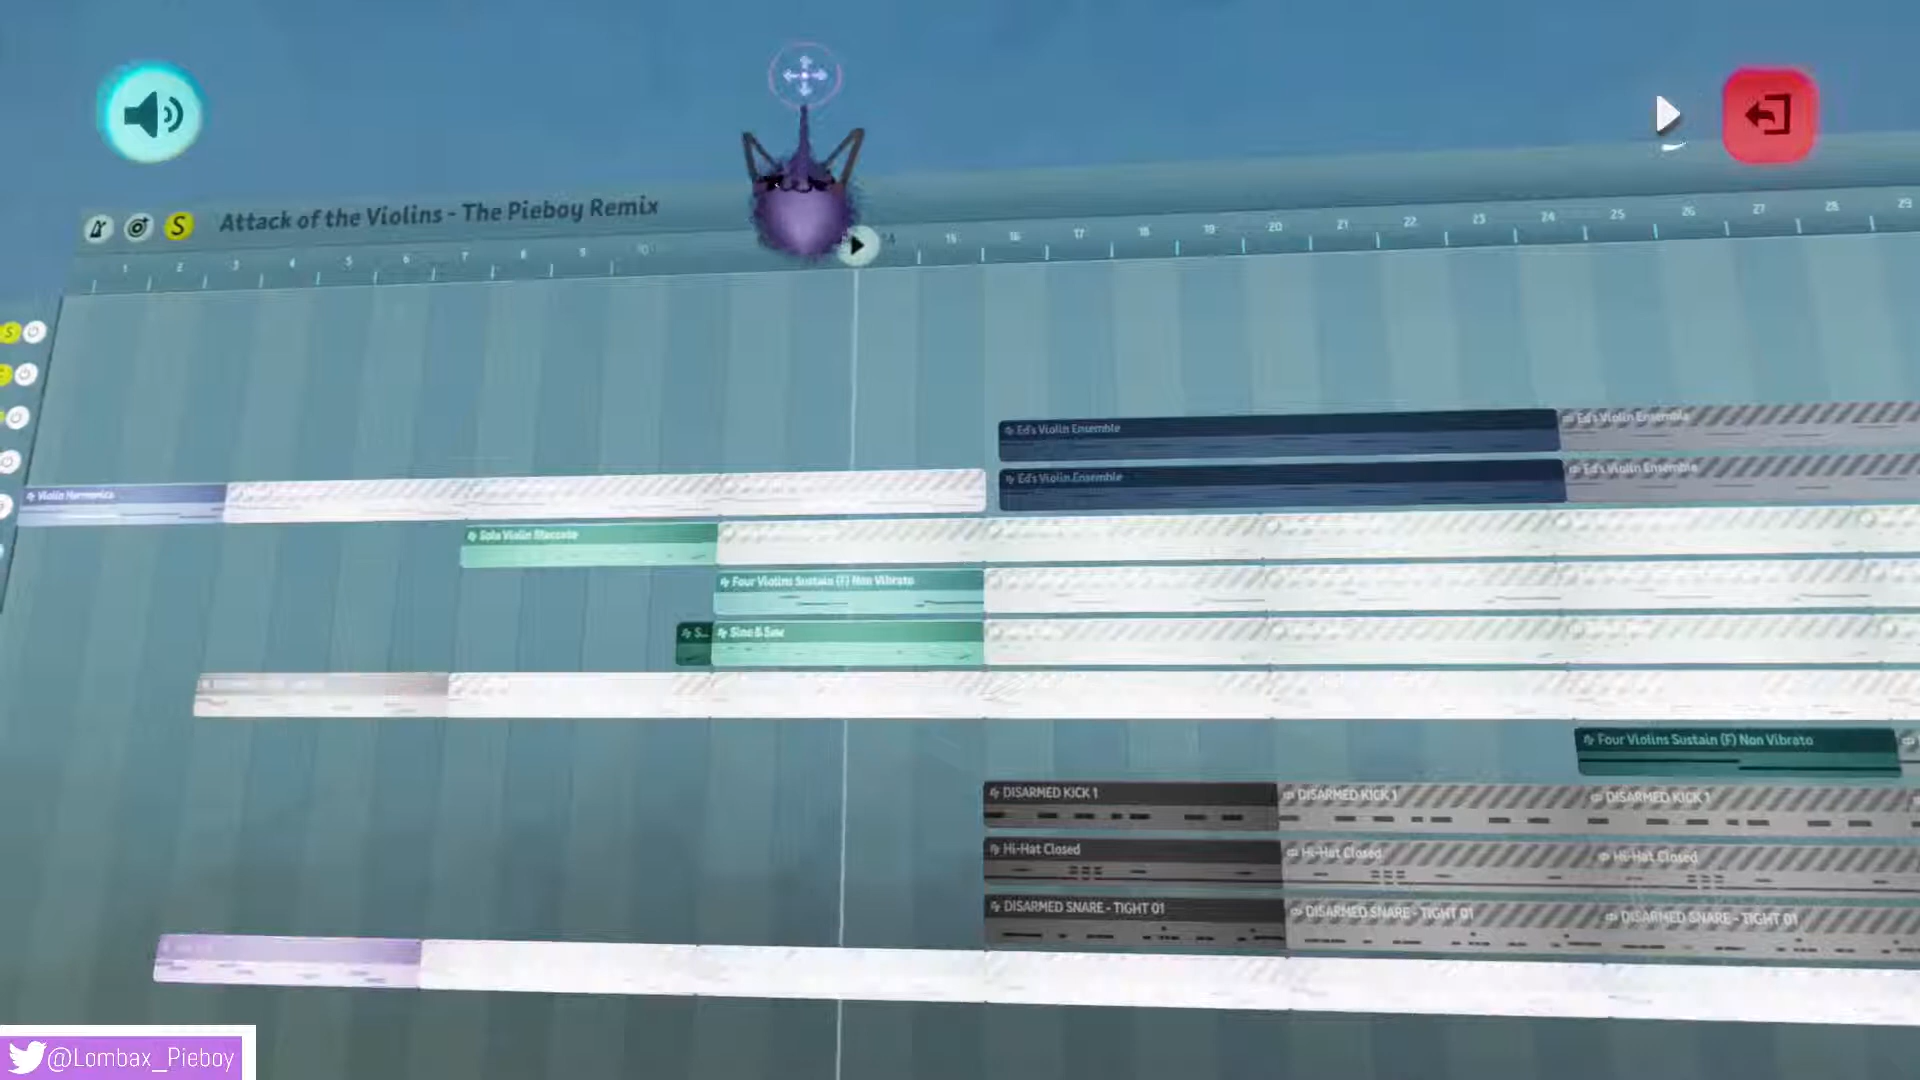 S
Attack of the Violins - The Pieboy Remix
1 2 3 4 5 6 7 8 9 10 14 15 16 17 18 19 20 21 22 23 24 25 26 27 28 29
S
Ed's Violin Ensemble
Ed's Violin Ensemble
Ed's Violin Ensemble
Ed's Violin Ensemble
Violin Harmonics
Solo Violin Staccato
Four Violins Sustain (F) Non Vibrato
S...
Sine & Saw
Four Violins Sustain (F) Non Vibrato
DISARMED KICK 1
DISARMED KICK 1
DISARMED KICK 1
Hi-Hat Closed
Hi-Hat Closed
Hi-Hat Closed
DISARMED SNARE - TIGHT 01
DISARMED SNARE - TIGHT 01
DISARMED SNARE - TIGHT 01
@Lombax_Pieboy